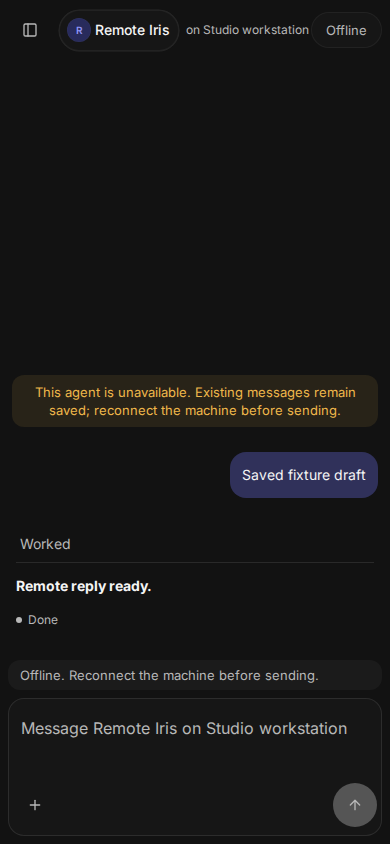 R Remote Iris on Studio workstation Offline
This agent is unavailable. Existing messages remain
saved; reconnect the machine before sending.
Saved fixture draft
Worked
Remote reply ready.
Done
Offline. Reconnect the machine before sending.
Message Remote Iris on Studio workstation